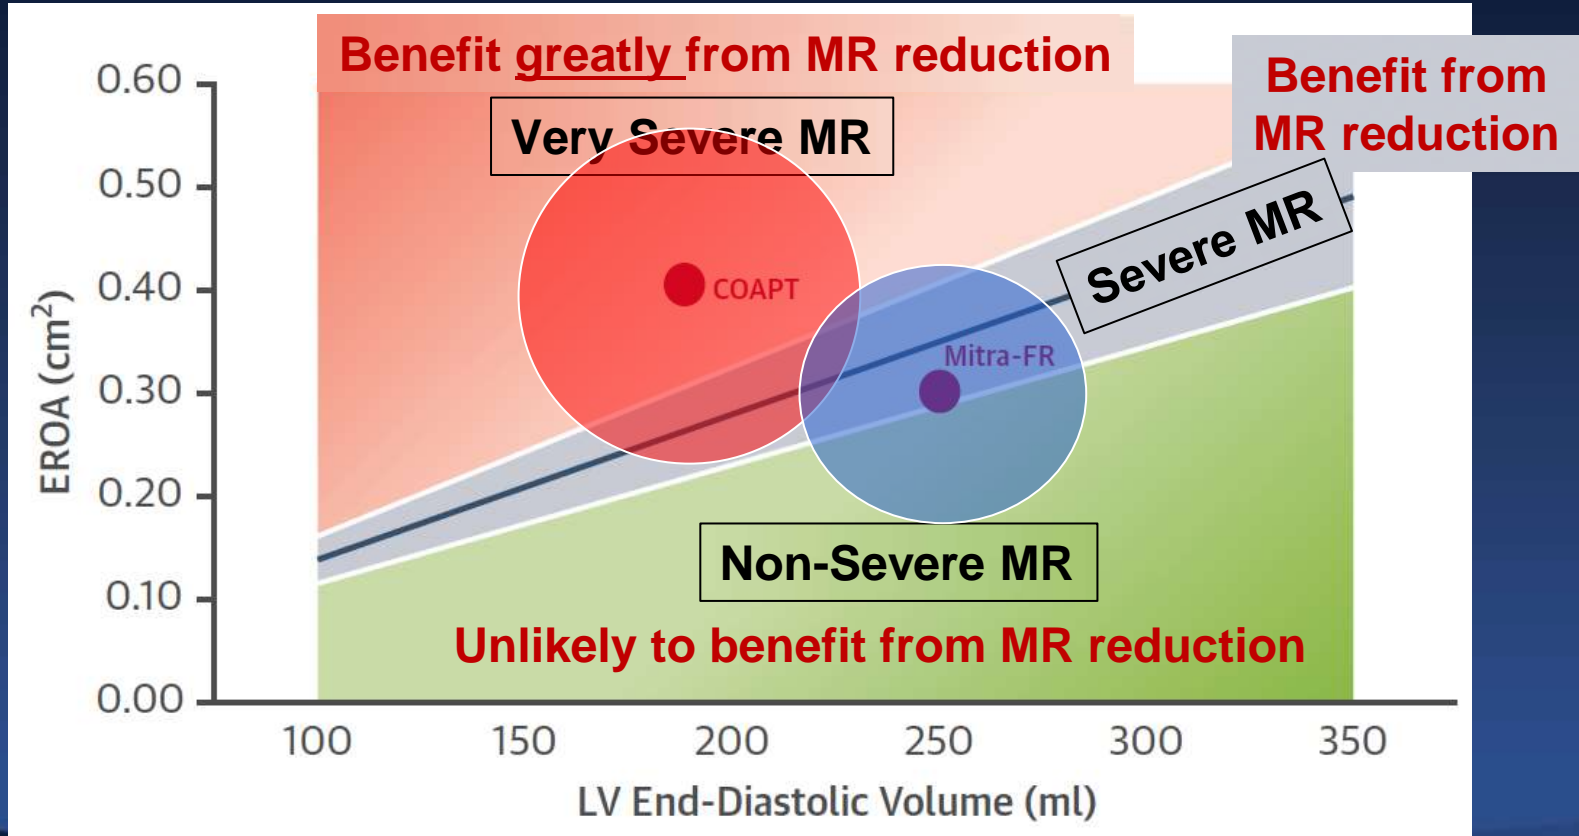 Benefit greatly from MR reduction
Benefit from
MR reduction
Very Severe MR
Severe MR
COAPT
Mitra-FR
Non-Severe MR
Unlikely to benefit from MR reduction
EROA (cm²)
0.60
0.50
0.40
0.30
0.20
0.10
0.00
100 150 200 250 300 350
LV End-Diastolic Volume (ml)